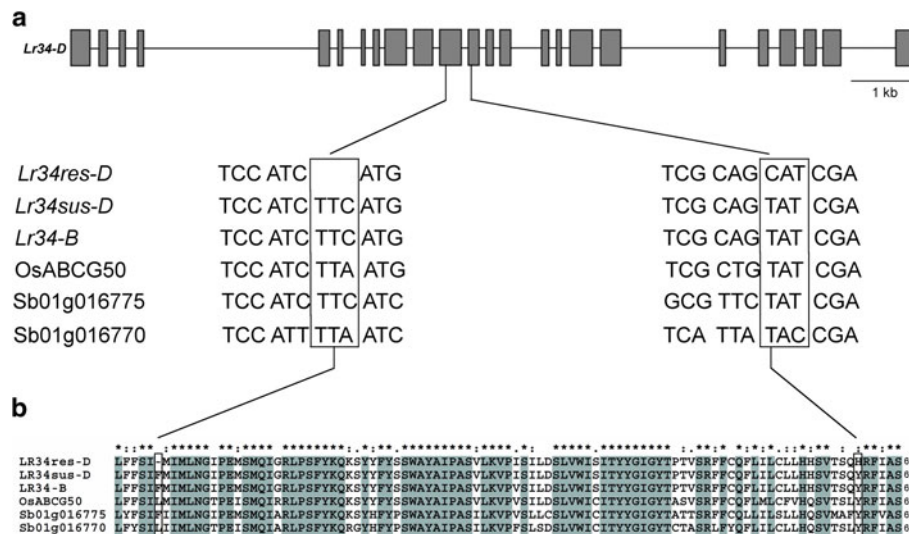 a
Lr34-D
1 kb
Lr34res-D TCC ATC ATG TCG CAG CAT CGA
Lr34sus-D TCC ATC TTC ATG TCG CAG TAT CGA
Lr34-B TCC ATC TTC ATG TCG CAG TAT CGA
OsABCG50 TCC ATC TTA ATG TCG CTG TAT CGA
Sb01g016775 TCC ATC TTC ATC GCG TTC TAT CGA
Sb01g016770 TCC ATT TTA ATC TCA TTA TAC CGA
b
LR34res-D LFFSI-MIMLNGIPEMSMQIGRLPSFYKQKSYYFYSSWAYAIPASVLKVPISILDSLVWISITYYGIGYTPTVSRFFCQFLILCLLHHSVTSQHRFIAS 6
LR34sus-D LFFSIFMIMLNGIPEMSMQIGRLPSFYKQKSYYFYSSWAYAIPASVLKVPISILDSLVWISITYYGIGYTPTVSRFFCQFLILCLLHHSVTSQYRFIAS 6
LR34-B LFFSIFMIMLNGIPEMSMQIGRLPSFYKQKSYYFYSSWAYAIPASVLKVPISILDSLVWISITYYGIGYTPTVSRFFCQFLILCLLHHSVTSQYRFIAS 6
OsABCG50
Sb01g016775
Sb01g016770